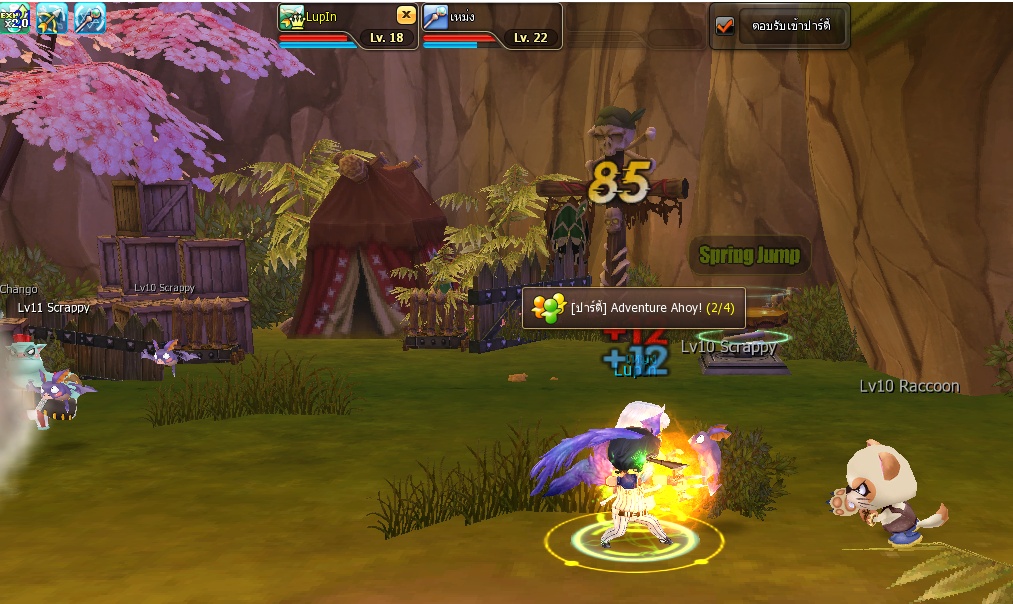 EXP
x2.0
LupIn
Lv. 18
เหม่ง
Lv. 22
ตอบรับเข้าปาร์ตี้
85
Spring Jump
Chango
Lv10 Scrappy
Lv11 Scrappy
[ปาร์ตี้] Adventure Ahoy! (2/4)
+12
+12
Lv10 Scrappy
Lv10 Raccoon